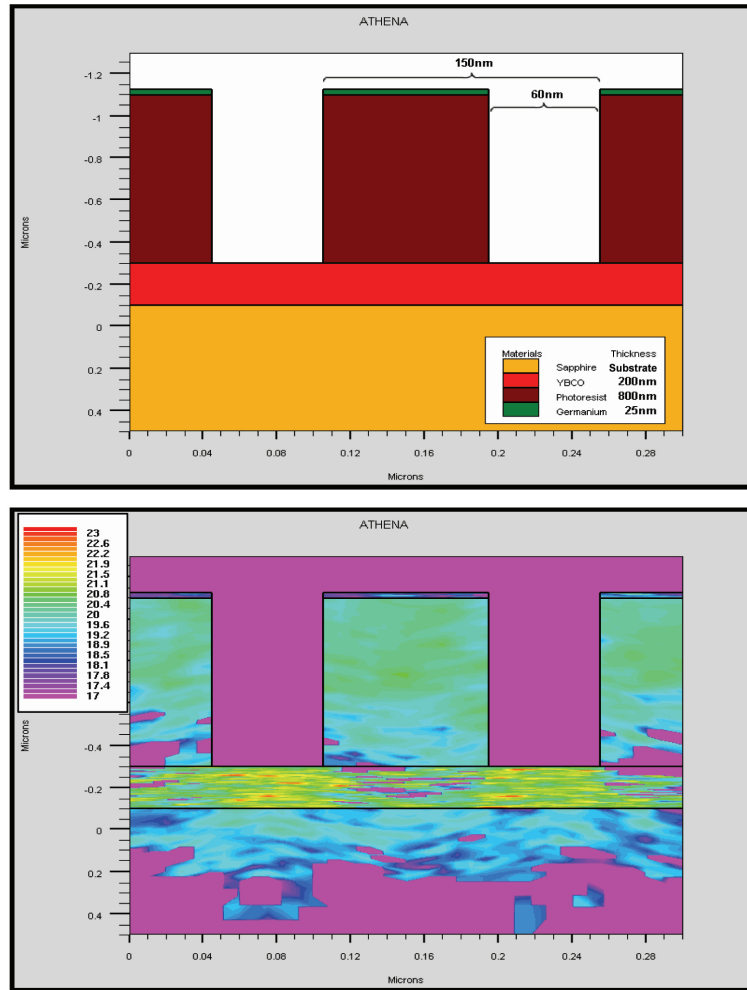 ATHENA
150nm
60nm
-1.2
-1
-0.8
-0.6
-0.4
-0.2
0
0.2
0.4
Microns
Materials Thickness
Sapphire Substrate
YBCO 200nm
Photoresist 800nm
Germanium 25nm
0 0.04 0.08 0.12 0.16 0.2 0.24 0.28
Microns
ATHENA
23
22.6
22.2
21.9
21.5
21.1
20.8
20.4
20
19.6
19.2
18.9
18.5
18.1
17.8
17.4
17
Microns
-0.4
-0.2
0
0.2
0.4
0 0.04 0.08 0.12 0.16 0.2 0.24 0.28
Microns